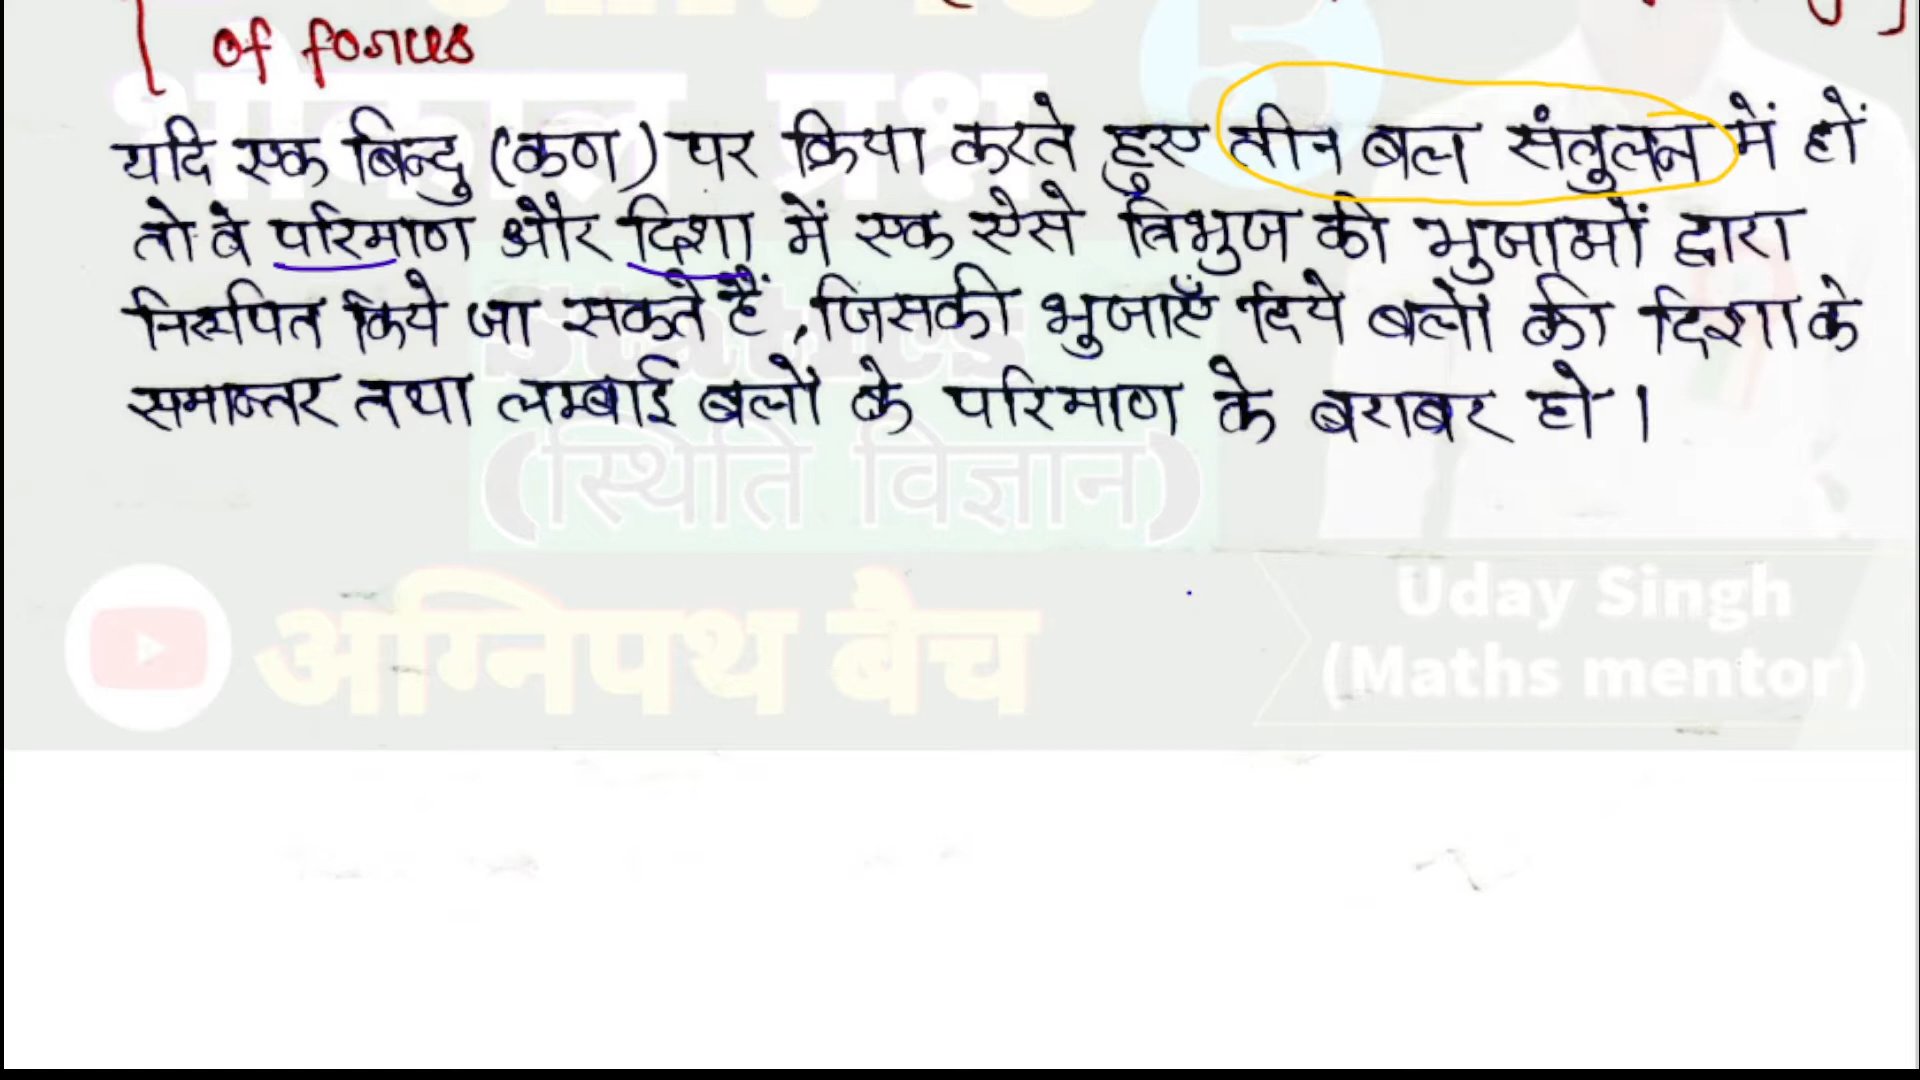 of forces
यदि एक बिन्दु (कण) पर क्रिया करते हुए तीन बल संतुलन में हों
तो वे परिमाण और दिशा में एक ऐसे त्रिभुज की भुजाओं द्वारा
निरूपित किये जा सकते हैं, जिसकी भुजाएँ दिये बलों की दिशा के
समान्तर तथा लम्बाई बलों के परिमाण के बराबर हो।
Statics
(स्थिति विज्ञान)
अग्निपथ बैच
Uday Singh
(Maths mentor)